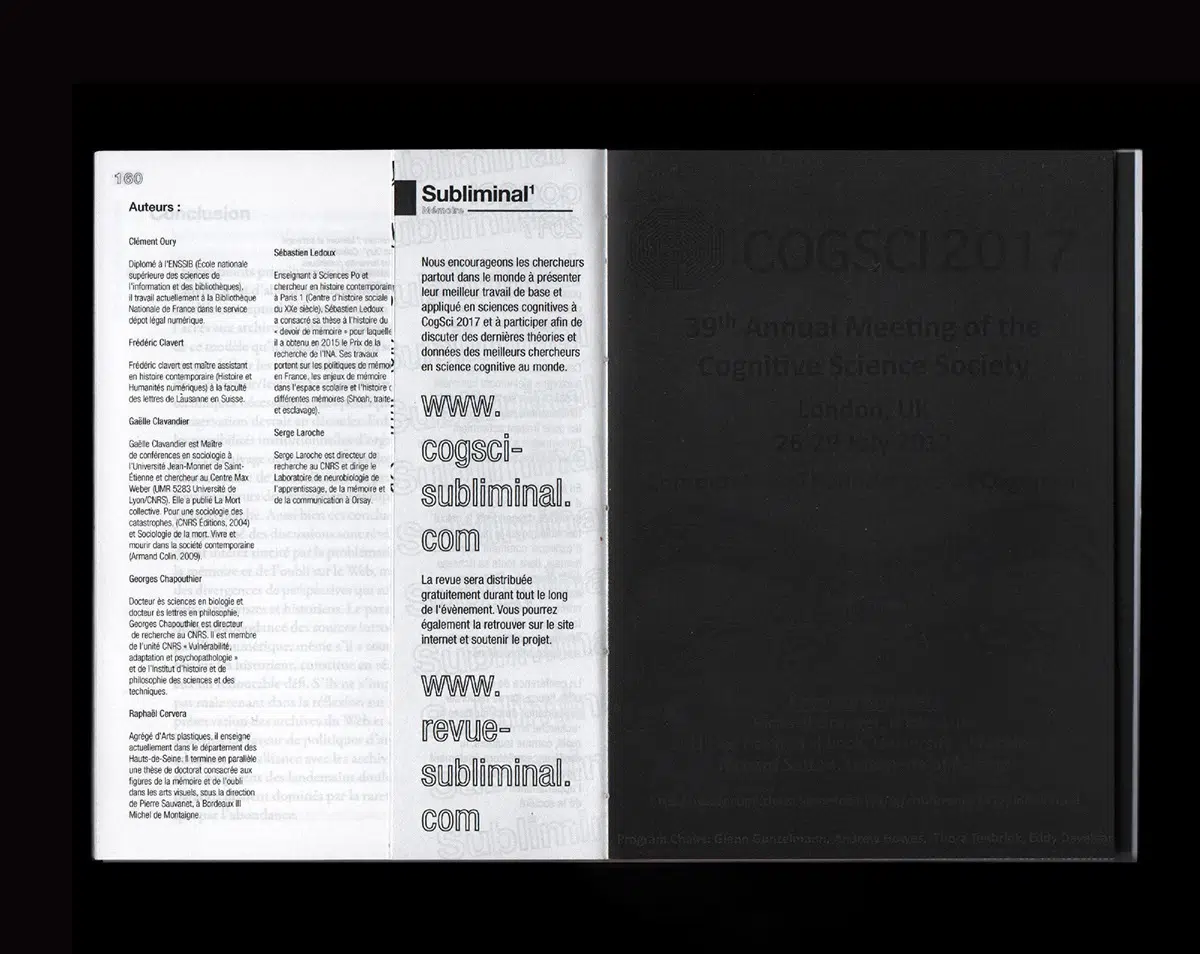 160
Auteurs :
Conclusion
Clément Oury
Diplomé à l'ENSSIB (École nationale
supérieure des sciences de
l'information et des bibliothèques),
il travail actuellement à la Bibliothèque
Nationale de France dans le service
dépot légal numérique.
Frédéric Clavert
Frédéric clavert est maître assistant
en histoire contemporaine (Histoire et
Humanités numériques) à la faculté
des lettres de Lausanne en Suisse.
Gaëlle Clavandier
Gaëlle Clavandier est Maître
de conférences en sociologie à
l'Université Jean-Monnet de Saint-
Étienne et chercheur au Centre Max
Weber (UMR 5283 Université de
Lyon/CNRS). Elle a publié La Mort
collective. Pour une sociologie des
catastrophes, (CNRS Éditions, 2004)
et Sociologie de la mort. Vivre et
mourir dans la société contemporaine
(Armand Colin, 2009).
Georges Chapouthier
Docteur ès sciences en biologie et
docteur ès lettres en philosophie,
Georges Chapouthier est directeur
de recherche au CNRS. Il est membre
de l'unité CNRS « Vulnérabilité,
adaptation et psychopathologie »
et de l'Institut d'histoire et de
philosophie des sciences et des
techniques.
Raphaël Cervera
Agrégé d'Arts plastiques, il enseigne
actuellement dans le département des
Hauts-de-Seine. Il termine en parallèle
une thèse de doctorat consacrée aux
figures de la mémoire et de l'oubli
dans les arts visuels, sous la direction
de Pierre Sauvanet, à Bordeaux III
Michel de Montaigne.
Sébastien Ledoux
Enseignant à Sciences Po et
chercheur en histoire contemporaine
à Paris 1 (Centre d'histoire sociale
du XXe siècle), Sébastien Ledoux
a consacré sa thèse à l'histoire du
« devoir de mémoire » pour laquelle
il a obtenu en 2015 le Prix de la
recherche de l'INA. Ses travaux
portent sur les politiques de mémoi
en France, les enjeux de mémoire
dans l'espace scolaire et l'histoire d
différentes mémoires (Shoah, traite
et esclavage).
Serge Laroche
Serge Laroche est directeur de
recherche au CNRS et dirige le
Laboratoire de neurobiologie de
l'apprentissage, de la mémoire et
de la communication à Orsay.
Subliminal¹
Mémoire
Nous encourageons les chercheurs
partout dans le monde à présenter
leur meilleur travail de base et
appliqué en sciences cognitives à
CogSci 2017 et à participer afin de
discuter des dernières théories et
données des meilleurs chercheurs
en science cognitive au monde.
www.
cogsci-
subliminal.
com
La revue sera distribuée
gratuitement durant tout le long
de l'évènement. Vous pourrez
également la retrouver sur le site
internet et soutenir le projet.
www.
revue-
subliminal.
com
COGSCI 2017
39th Annual Meeting of the
Cognitive Science Society
London, UK
26-29 July 2017
Program Chairs: Glenn Gunzelmann, Andrew Howes, Thora Tenbrink, Eddy Davelaar